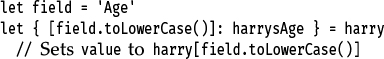 let field = 'Age'
let { [field.toLowerCase()]: harrysAge } = harry
// Sets value to harry[field.toLowerCase()]